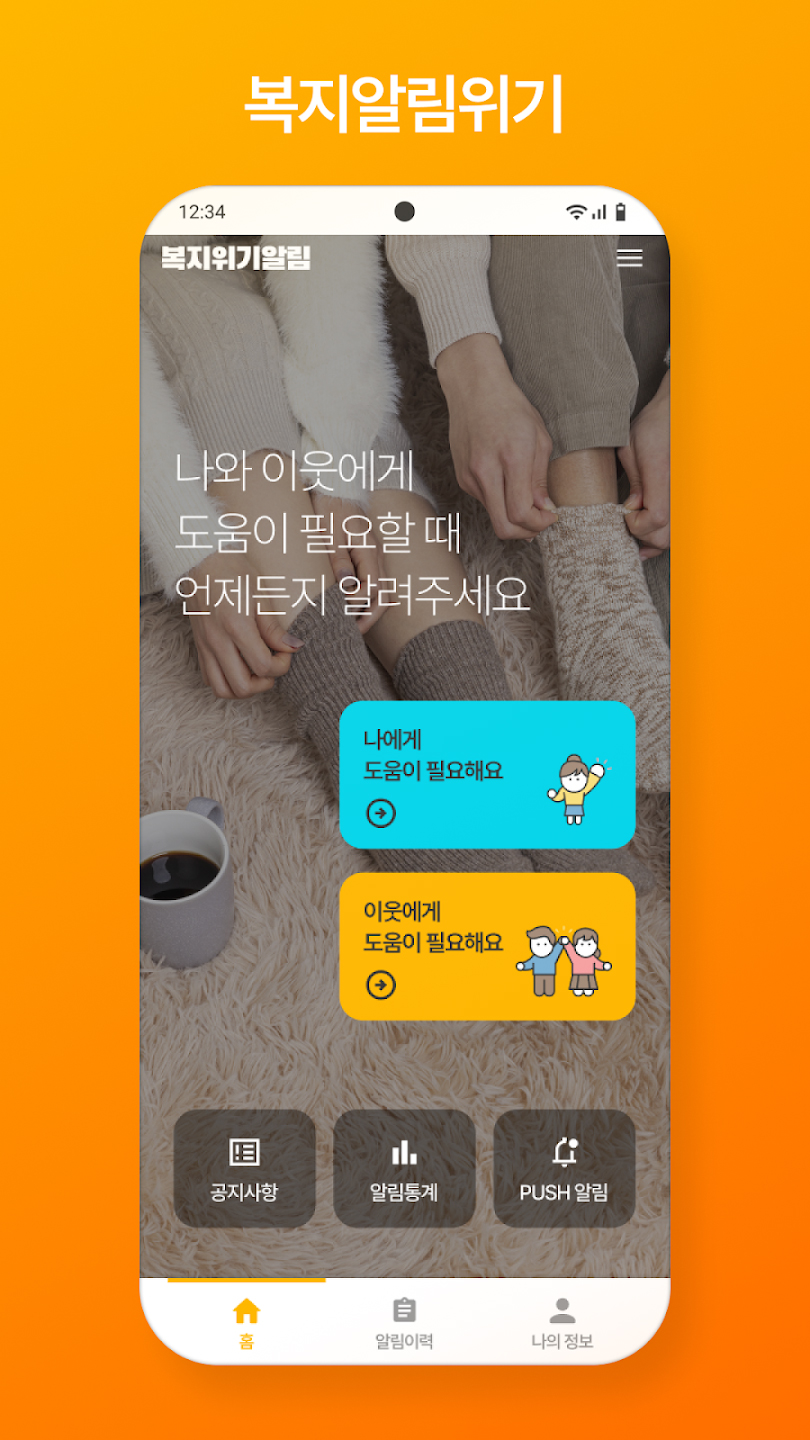 복지알림위기
12:34
복지위기알림
나와 이웃에게
도움이 필요할 때
언제든지 알려주세요
나에게
도움이 필요해요
이웃에게
도움이 필요해요
공지사항
알림통계
PUSH 알림
홈
알림이력
나의 정보